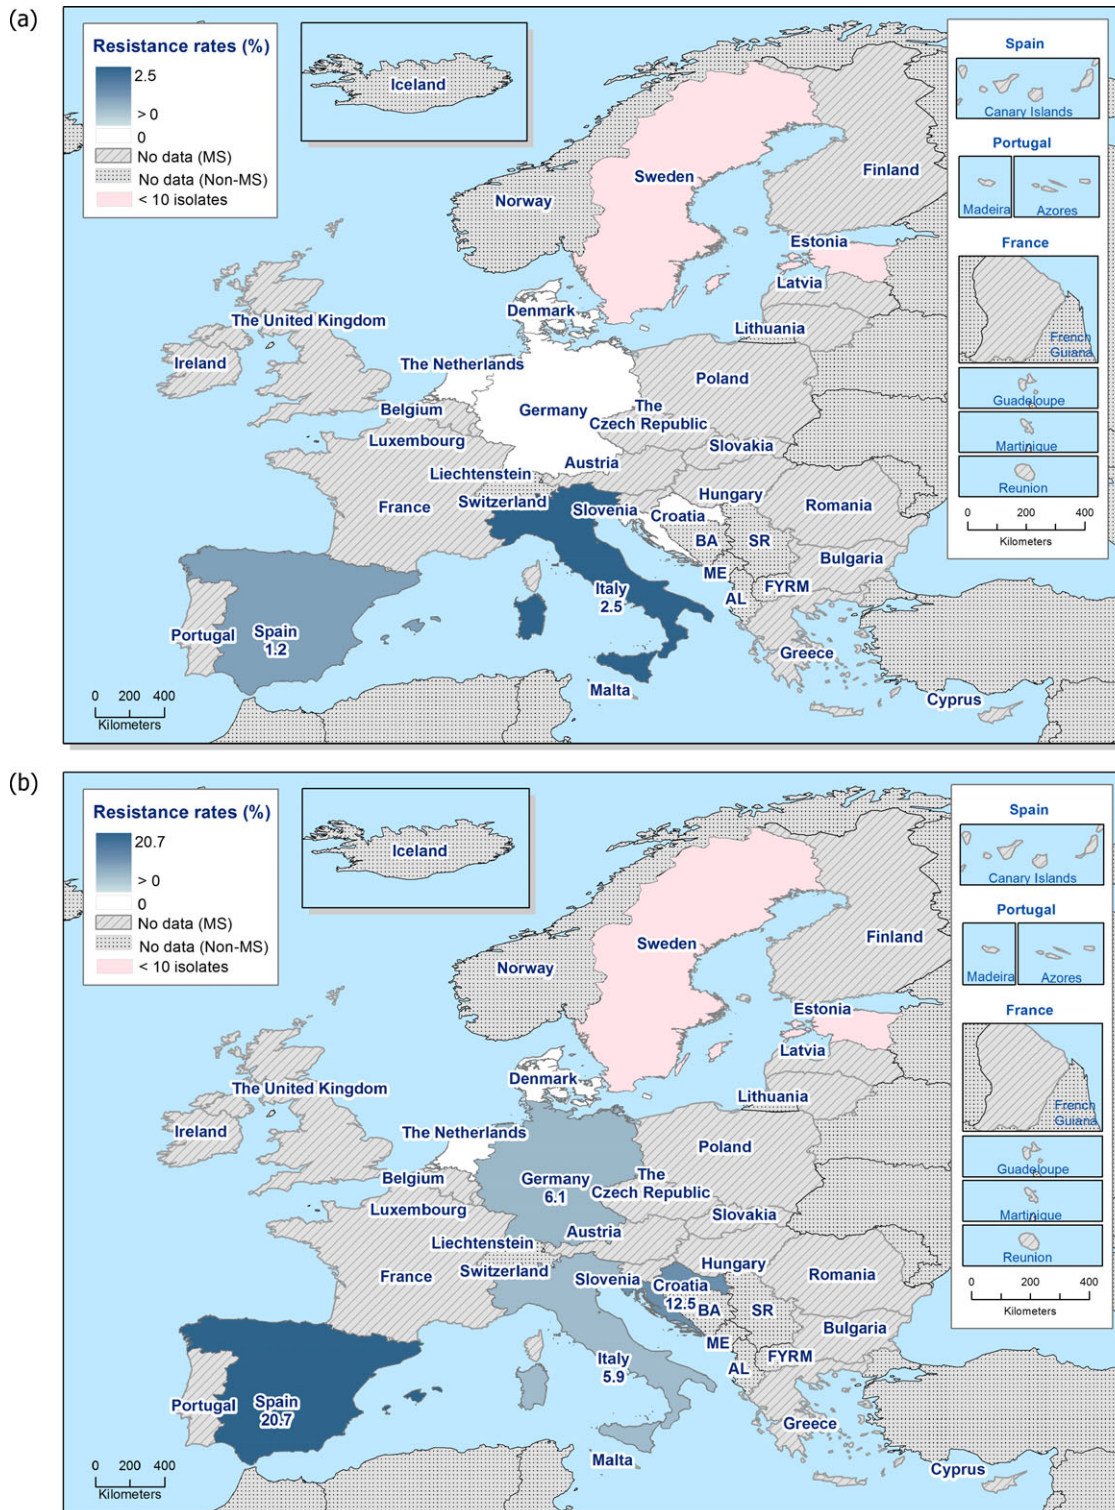 (a)
Resistance rates (%)
2.5
> 0
0
No data (MS)
No data (Non-MS)
< 10 isolates
Iceland
Spain
Canary Islands
Portugal
Madeira
Azores
France
French
Guiana
Guadeloupe
Martinique
Reunion
0 200 400
Kilometers
Finland
Sweden
Norway
Estonia
Latvia
Lithuania
Denmark
The United Kingdom
Ireland
The Netherlands
Poland
Belgium
Germany
The
Czech Republic
Luxembourg
Slovakia
Liechtenstein
Austria
Switzerland
Hungary
France
Slovenia
Croatia
Romania
BA
SR
Bulgaria
ME
FYRM
AL
Italy
2.5
Portugal
Spain
1.2
Greece
Malta
Cyprus
0 200 400
Kilometers
(b)
Resistance rates (%)
20.7
> 0
0
No data (MS)
No data (Non-MS)
< 10 isolates
Iceland
Spain
Canary Islands
Portugal
Madeira
Azores
France
French
Guiana
Guadeloupe
Martinique
Reunion
0 200 400
Kilometers
Finland
Sweden
Norway
Estonia
Latvia
Lithuania
Denmark
The United Kingdom
Ireland
The Netherlands
Poland
Belgium
Germany
6.1
The
Czech Republic
Luxembourg
Slovakia
Liechtenstein
Austria
Switzerland
Hungary
France
Slovenia
Croatia
12.5
Romania
BA
SR
Bulgaria
ME
FYRM
AL
Italy
5.9
Portugal
Spain
20.7
Greece
Malta
Cyprus
0 200 400
Kilometers